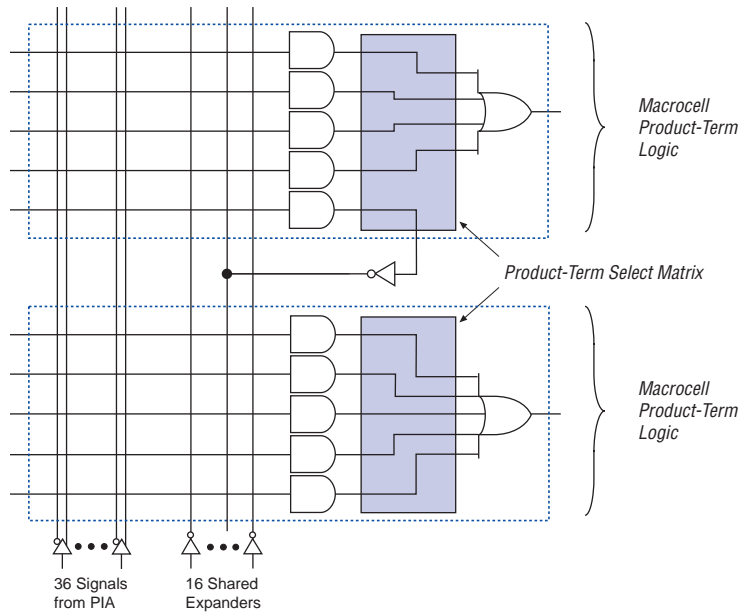 Macrocell
Product-Term
Logic
Product-Term Select Matrix
Macrocell
Product-Term
Logic
36 Signals
from PIA
16 Shared
Expanders